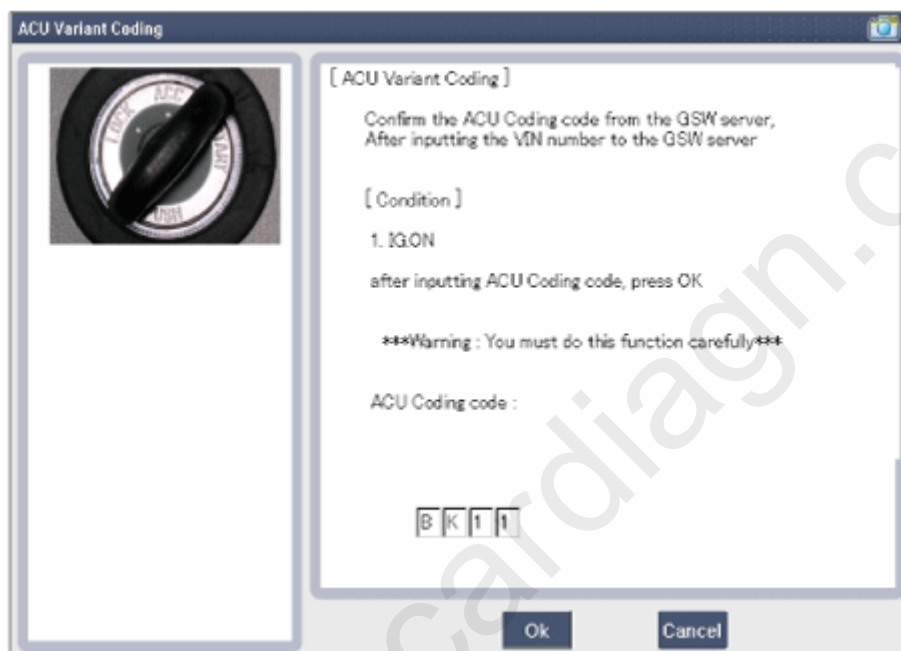 ACU Variant Coding
LOCK
ACC
START
[ ACU Variant Coding ]
Confirm the ACU Coding code from the GSW server,
After inputting the VIN number to the GSW server
[ Condition ]
1. IG.ON
after inputting ACU Coding code, press OK
***Warning : You must do this function carefully***
ACU Coding code :
B K 1 1
Ok
Cancel
cardiagn.c